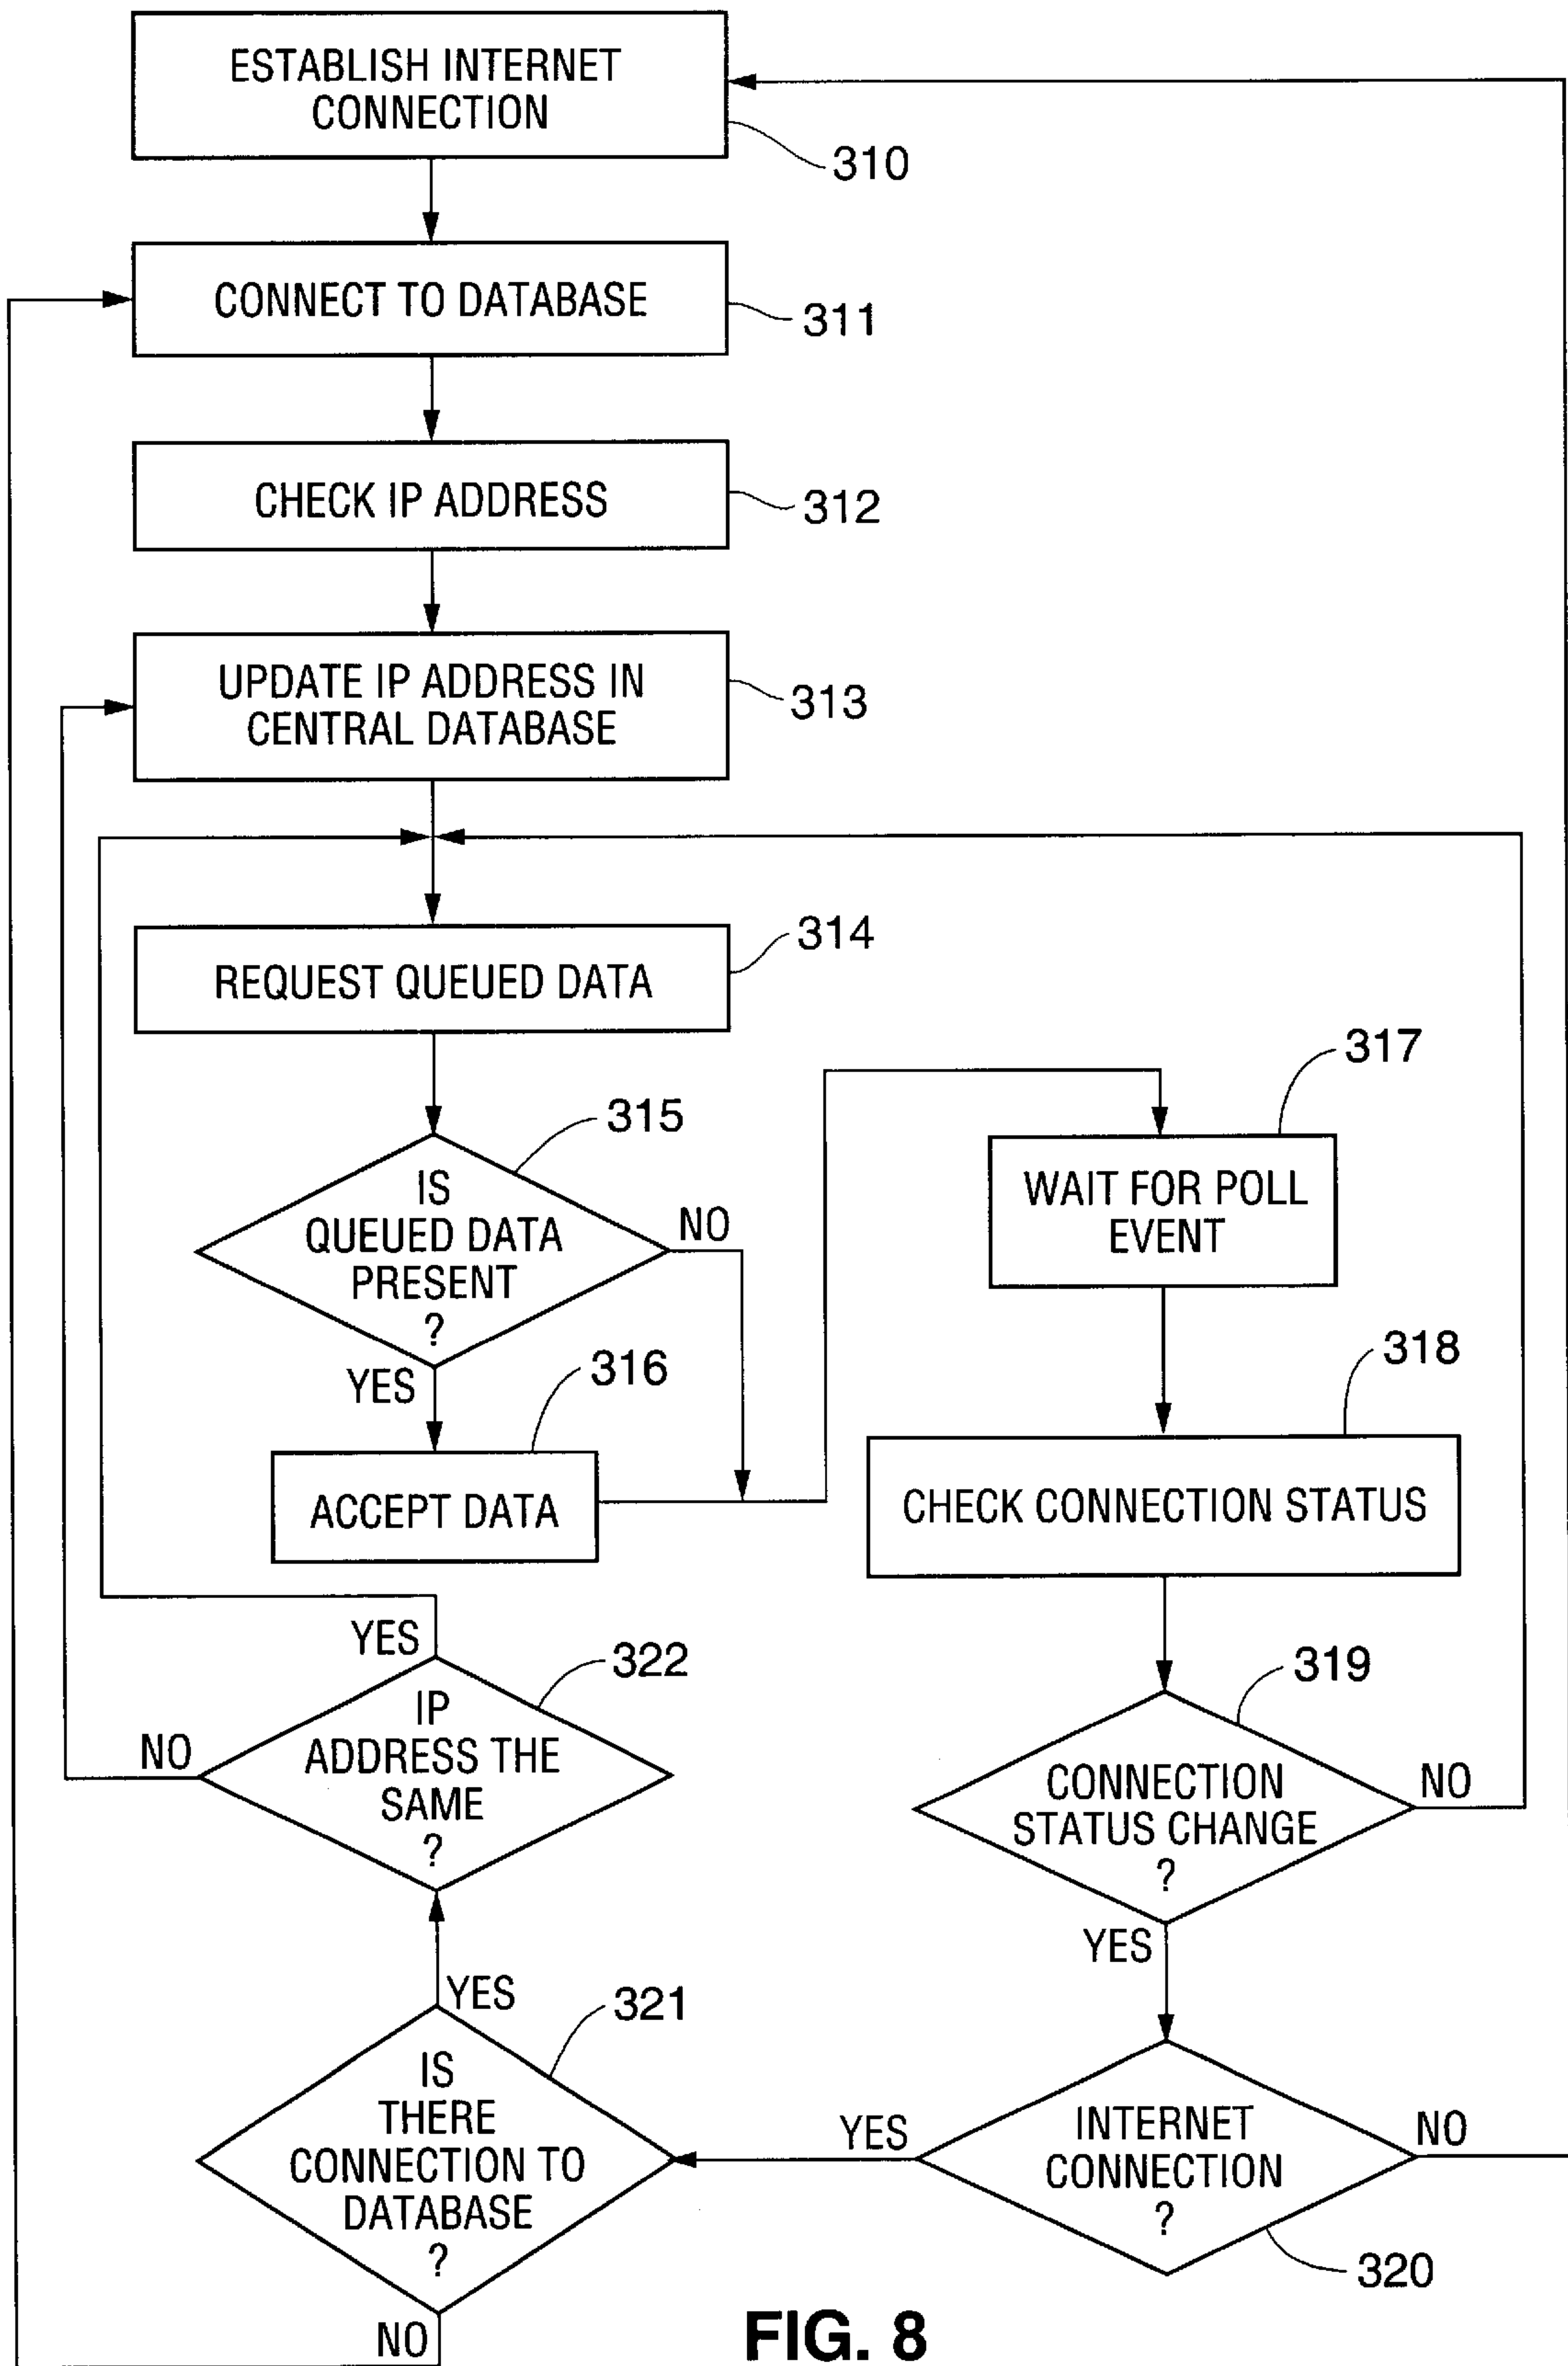 ESTABLISH INTERNET
CONNECTION
310
CONNECT TO DATABASE
311
CHECK IP ADDRESS
312
UPDATE IP ADDRESS IN
CENTRAL DATABASE
313
REQUEST QUEUED DATA
314
IS
QUEUED DATA
PRESENT
?
315
NO
YES
ACCEPT DATA
316
WAIT FOR POLL
EVENT
317
CHECK CONNECTION STATUS
318
CONNECTION
STATUS CHANGE
?
319
NO
YES
INTERNET
CONNECTION
?
320
NO
YES
IS
THERE
CONNECTION TO
DATABASE
?
321
YES
NO
IP
ADDRESS THE
SAME
?
322
YES
NO
FIG. 8